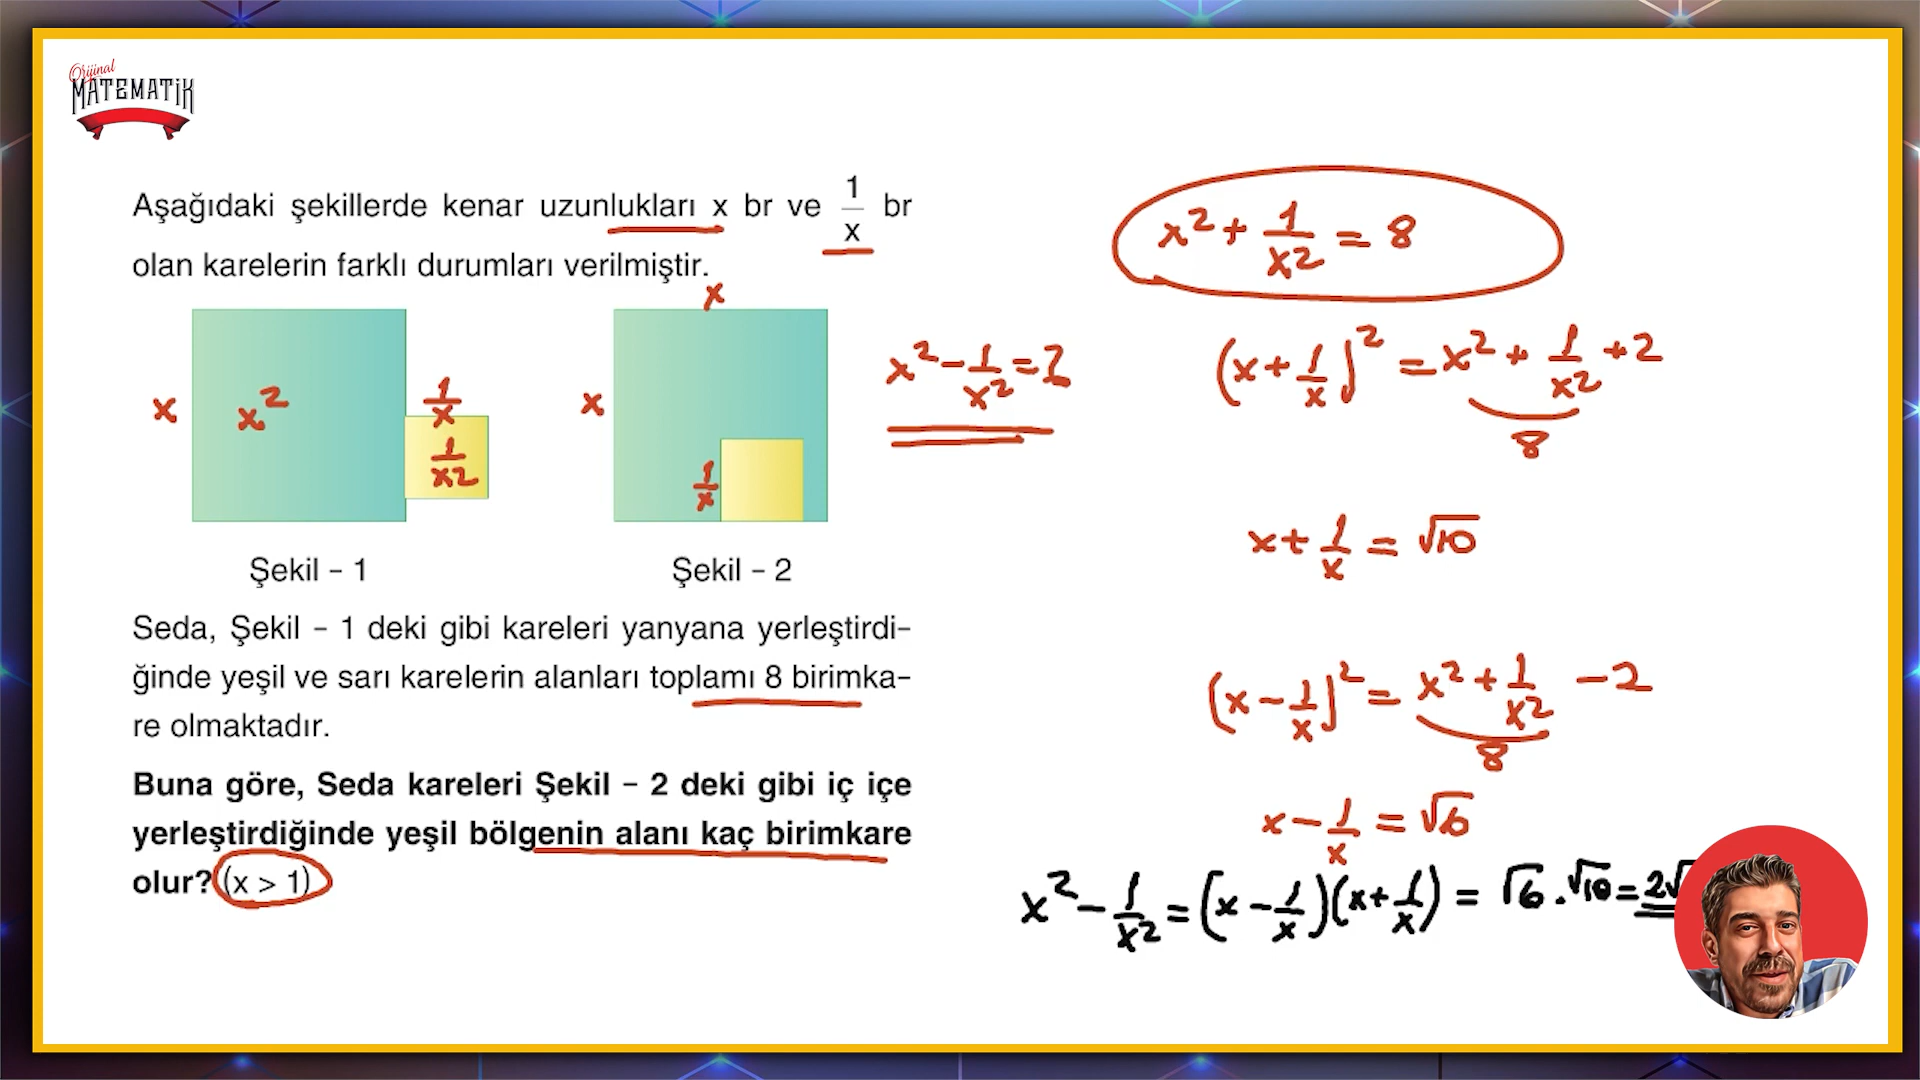 Orijinal
MATEMATİK
Aşağıdaki şekillerde kenar uzunlukları x br ve 1/x br
olan karelerin farklı durumları verilmiştir.
x
x²
1/x
1/x²
x
x
1/x
x² - 1/x² = ?
Şekil – 1
Şekil – 2
Seda, Şekil – 1 deki gibi kareleri yanyana yerleştirdi-
ğinde yeşil ve sarı karelerin alanları toplamı 8 birimka-
re olmaktadır.
Buna göre, Seda kareleri Şekil – 2 deki gibi iç içe
yerleştirdiğinde yeşil bölgenin alanı kaç birimkare
olur? (x > 1)
x² + 1/x² = 8
(x + 1/x)² = x² + 1/x² + 2
8
x + 1/x = √10
(x - 1/x)² = x² + 1/x² - 2
8
x - 1/x = √6
x² - 1/x² = (x - 1/x)(x + 1/x) = √6 . √10 = 2√